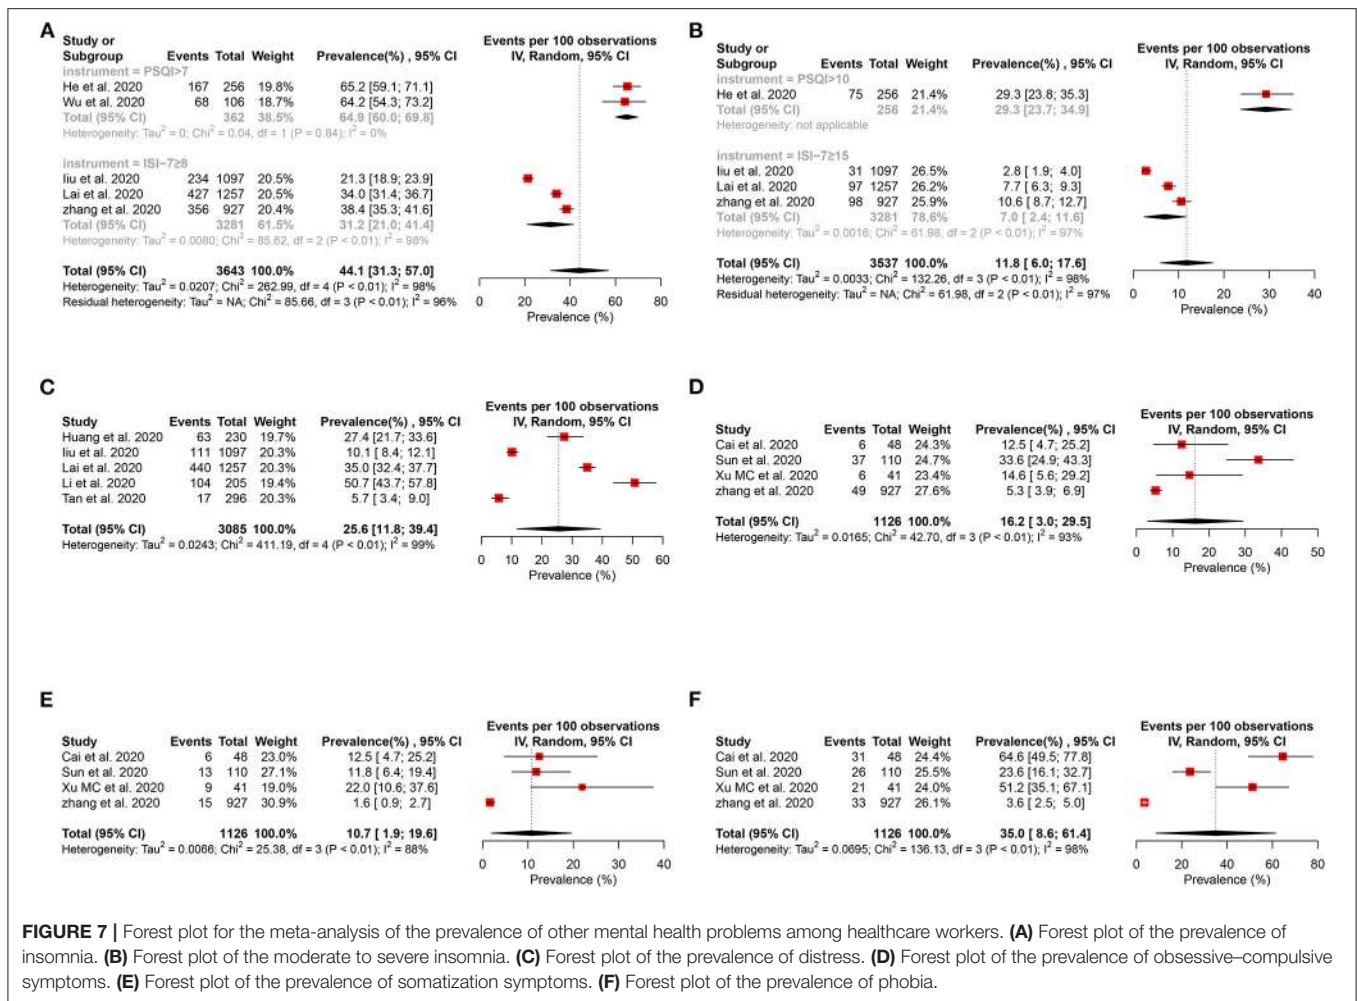 A
Study or
Subgroup Events Total Weight Prevalence(%) , 95% CI
Events per 100 observations
IV, Random, 95% CI
instrument = PSQI>7
He et al. 2020 167 256 19.8% 65.2 [59.1; 71.1]
Wu et al. 2020 68 106 18.7% 64.2 [54.3; 73.2]
Total (95% CI) 362 38.5% 64.9 [60.0; 69.8]
Heterogeneity: Tau² = 0; Chi² = 0.04, df = 1 (P = 0.84); I² = 0%
instrument = ISI−7≥8
liu et al. 2020 234 1097 20.5% 21.3 [18.9; 23.9]
Lai et al. 2020 427 1257 20.5% 34.0 [31.4; 36.7]
zhang et al. 2020 356 927 20.4% 38.4 [35.3; 41.6]
Total (95% CI) 3281 61.5% 31.2 [21.0; 41.4]
Heterogeneity: Tau² = 0.0080; Chi² = 85.62, df = 2 (P < 0.01); I² = 98%
Total (95% CI) 3643 100.0% 44.1 [31.3; 57.0]
Heterogeneity: Tau² = 0.0207; Chi² = 262.99, df = 4 (P < 0.01); I² = 98%
Residual heterogeneity: Tau² = NA; Chi² = 85.66, df = 3 (P < 0.01); I² = 96%
0 20 40 60 80
Prevalence (%)
B
Study or
Subgroup Events Total Weight Prevalence(%) , 95% CI
Events per 100 observations
IV, Random, 95% CI
instrument = PSQI>10
He et al. 2020 75 256 21.4% 29.3 [23.8; 35.3]
Total (95% CI) 256 21.4% 29.3 [23.7; 34.9]
Heterogeneity: not applicable
instrument = ISI−7≥15
liu et al. 2020 31 1097 26.5% 2.8 [ 1.9; 4.0]
Lai et al. 2020 97 1257 26.2% 7.7 [ 6.3; 9.3]
zhang et al. 2020 98 927 25.9% 10.6 [ 8.7; 12.7]
Total (95% CI) 3281 78.6% 7.0 [ 2.4; 11.6]
Heterogeneity: Tau² = 0.0016; Chi² = 61.98, df = 2 (P < 0.01); I² = 97%
Total (95% CI) 3537 100.0% 11.8 [ 6.0; 17.6]
Heterogeneity: Tau² = 0.0033; Chi² = 132.26, df = 3 (P < 0.01); I² = 98%
Residual heterogeneity: Tau² = NA; Chi² = 61.98, df = 2 (P < 0.01); I² = 97%
0 10 20 30 40
Prevalence (%)
C
Events per 100 observations
Study Events Total Weight Prevalence(%) , 95% CI IV, Random, 95% CI
Huang et al. 2020 63 230 19.7% 27.4 [21.7; 33.6]
liu et al. 2020 111 1097 20.3% 10.1 [ 8.4; 12.1]
Lai et al. 2020 440 1257 20.3% 35.0 [32.4; 37.7]
Li et al. 2020 104 205 19.4% 50.7 [43.7; 57.8]
Tan et al. 2020 17 296 20.3% 5.7 [ 3.4; 9.0]
Total (95% CI) 3085 100.0% 25.6 [11.8; 39.4]
Heterogeneity: Tau² = 0.0243; Chi² = 411.19, df = 4 (P < 0.01); I² = 99%
0 10 20 30 40 50 60
Prevalence (%)
D
Events per 100 observations
Study Events Total Weight Prevalence(%) , 95% CI IV, Random, 95% CI
Cai et al. 2020 6 48 24.3% 12.5 [ 4.7; 25.2]
Sun et al. 2020 37 110 24.7% 33.6 [24.9; 43.3]
Xu MC et al. 2020 6 41 23.4% 14.6 [ 5.6; 29.2]
zhang et al. 2020 49 927 27.6% 5.3 [ 3.9; 6.9]
Total (95% CI) 1126 100.0% 16.2 [ 3.0; 29.5]
Heterogeneity: Tau² = 0.0165; Chi² = 42.70, df = 3 (P < 0.01); I² = 93%
0 10 20 30 40 50
Prevalence (%)
E
Events per 100 observations
Study Events Total Weight Prevalence(%) , 95% CI IV, Random, 95% CI
Cai et al. 2020 6 48 23.0% 12.5 [ 4.7; 25.2]
Sun et al. 2020 13 110 27.1% 11.8 [ 6.4; 19.4]
Xu MC et al. 2020 9 41 19.0% 22.0 [10.6; 37.6]
zhang et al. 2020 15 927 30.9% 1.6 [ 0.9; 2.7]
Total (95% CI) 1126 100.0% 10.7 [ 1.9; 19.6]
Heterogeneity: Tau² = 0.0066; Chi² = 25.38, df = 3 (P < 0.01); I² = 88%
0 10 20 30 40
Prevalence (%)
F
Events per 100 observations
Study Events Total Weight Prevalence(%) , 95% CI IV, Random, 95% CI
Cai et al. 2020 31 48 24.4% 64.6 [49.5; 77.8]
Sun et al. 2020 26 110 25.5% 23.6 [16.1; 32.7]
Xu MC et al. 2020 21 41 24.0% 51.2 [35.1; 67.1]
zhang et al. 2020 33 927 26.1% 3.6 [ 2.5; 5.0]
Total (95% CI) 1126 100.0% 35.0 [ 8.6; 61.4]
Heterogeneity: Tau² = 0.0695; Chi² = 136.13, df = 3 (P < 0.01); I² = 98%
0 20 40 60 80
Prevalence (%)
FIGURE 7 | Forest plot for the meta-analysis of the prevalence of other mental health problems among healthcare workers. (A) Forest plot of the prevalence of
insomnia. (B) Forest plot of the moderate to severe insomnia. (C) Forest plot of the prevalence of distress. (D) Forest plot of the prevalence of obsessive–compulsive
symptoms. (E) Forest plot of the prevalence of somatization symptoms. (F) Forest plot of the prevalence of phobia.